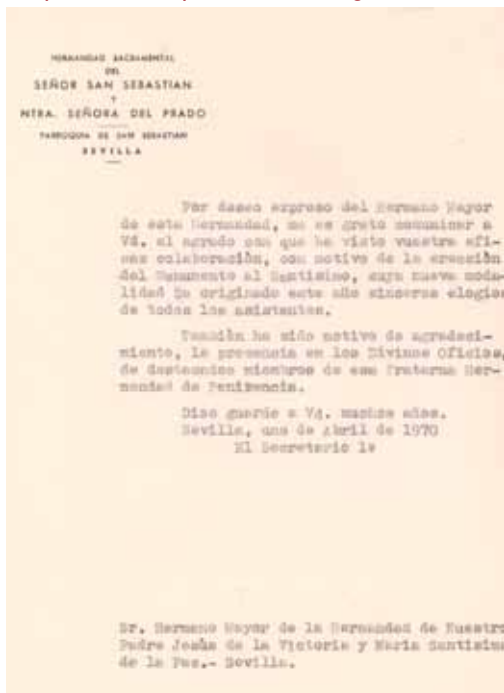 HERMANDAD SACRAMENTAL
DEL
SEÑOR SAN SEBASTIAN
Y
NTRA. SEÑORA DEL PRADO
PARROQUIA DE SAN SEBASTIAN
SEVILLA
Por deseo expreso del Hermano Mayor
de esta Hermandad, me es grato comunicar a
Vd. el agrado con que ha visto vuestra efi-
caz colaboración, con motivo de la erección
del Monumento al Santísimo, cuya nueva moda-
lidad ha originado este año sinceros elogios
de todos los asistentes.
También ha sido motivo de agradeci-
miento, la presencia en los Divinos Oficios,
de destacados miembros de esa Fraterna Her-
mandad de Penitencia.
Dios guarde a Vd. muchos años.
Sevilla, uno de Abril de 1970
El Secretario 1º
Sr. Hermano Mayor de la Hermandad de Nuestro
Padre Jesús de la Victoria y María Santísima
de la Paz.- Sevilla.